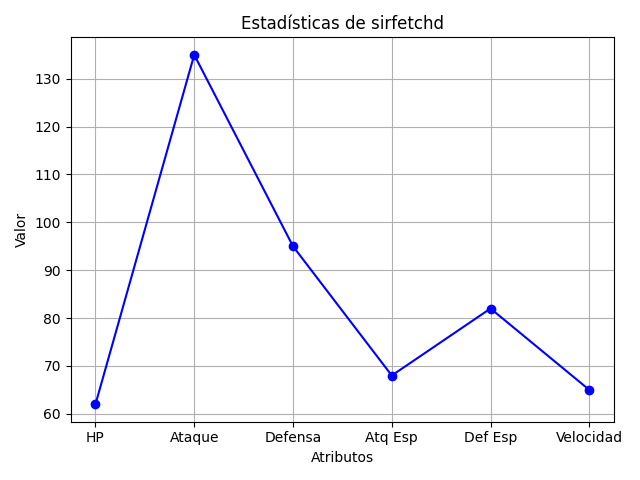 Estadísticas de sirfetchd
Valor
130
120
110
100
90
80
70
60
HP Ataque Defensa Atq Esp Def Esp Velocidad
Atributos